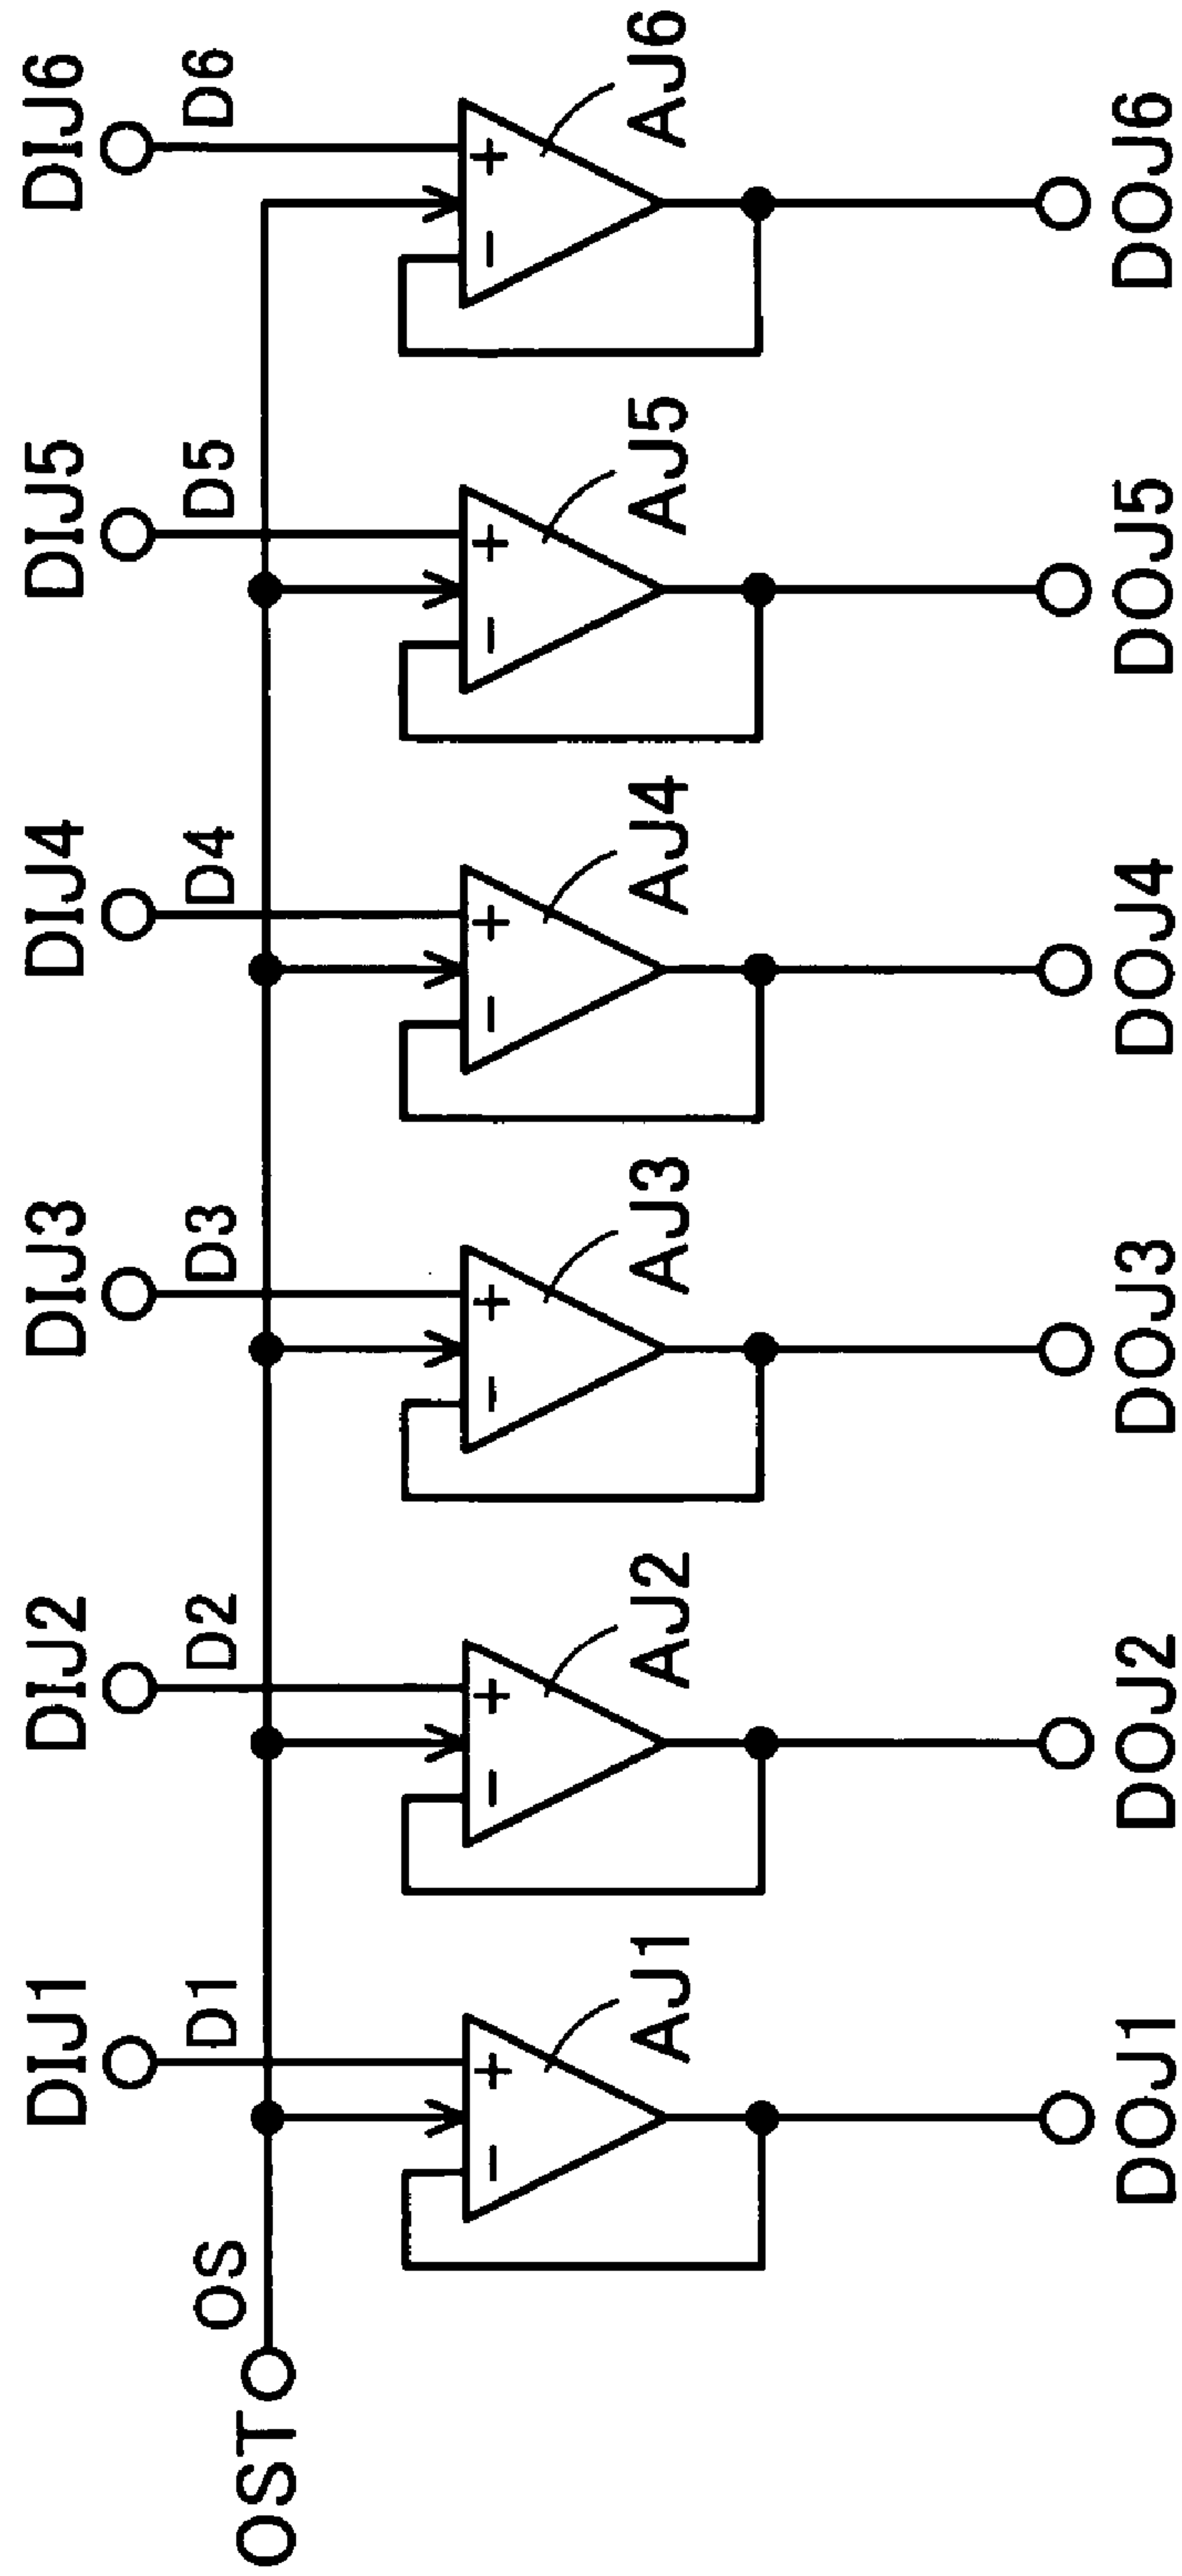 DIJ1 DIJ2 DIJ3 DIJ4 DIJ5 DIJ6
D1 D2 D3 D4 D5 D6
OST OS
+ + + + + +
− − − − − −
AJ1 AJ2 AJ3 AJ4 AJ5 AJ6
DOJ1 DOJ2 DOJ3 DOJ4 DOJ5 DOJ6